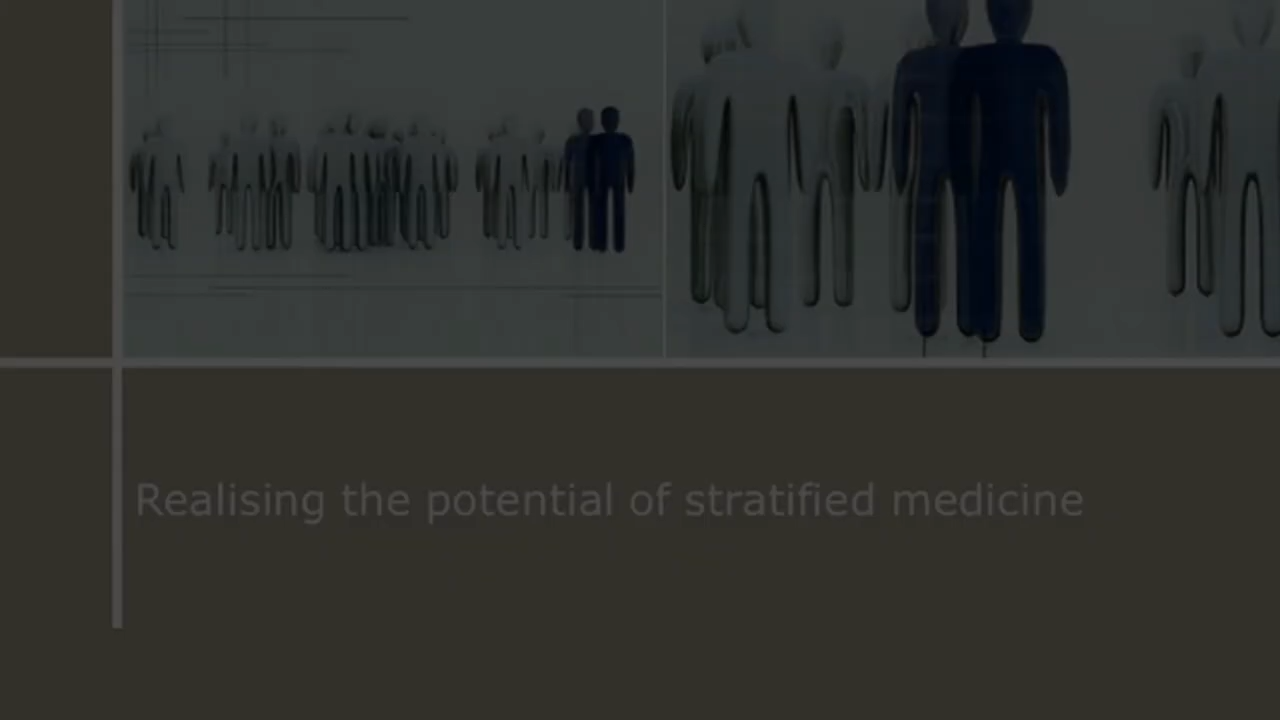 Realising the potential of stratified medicine